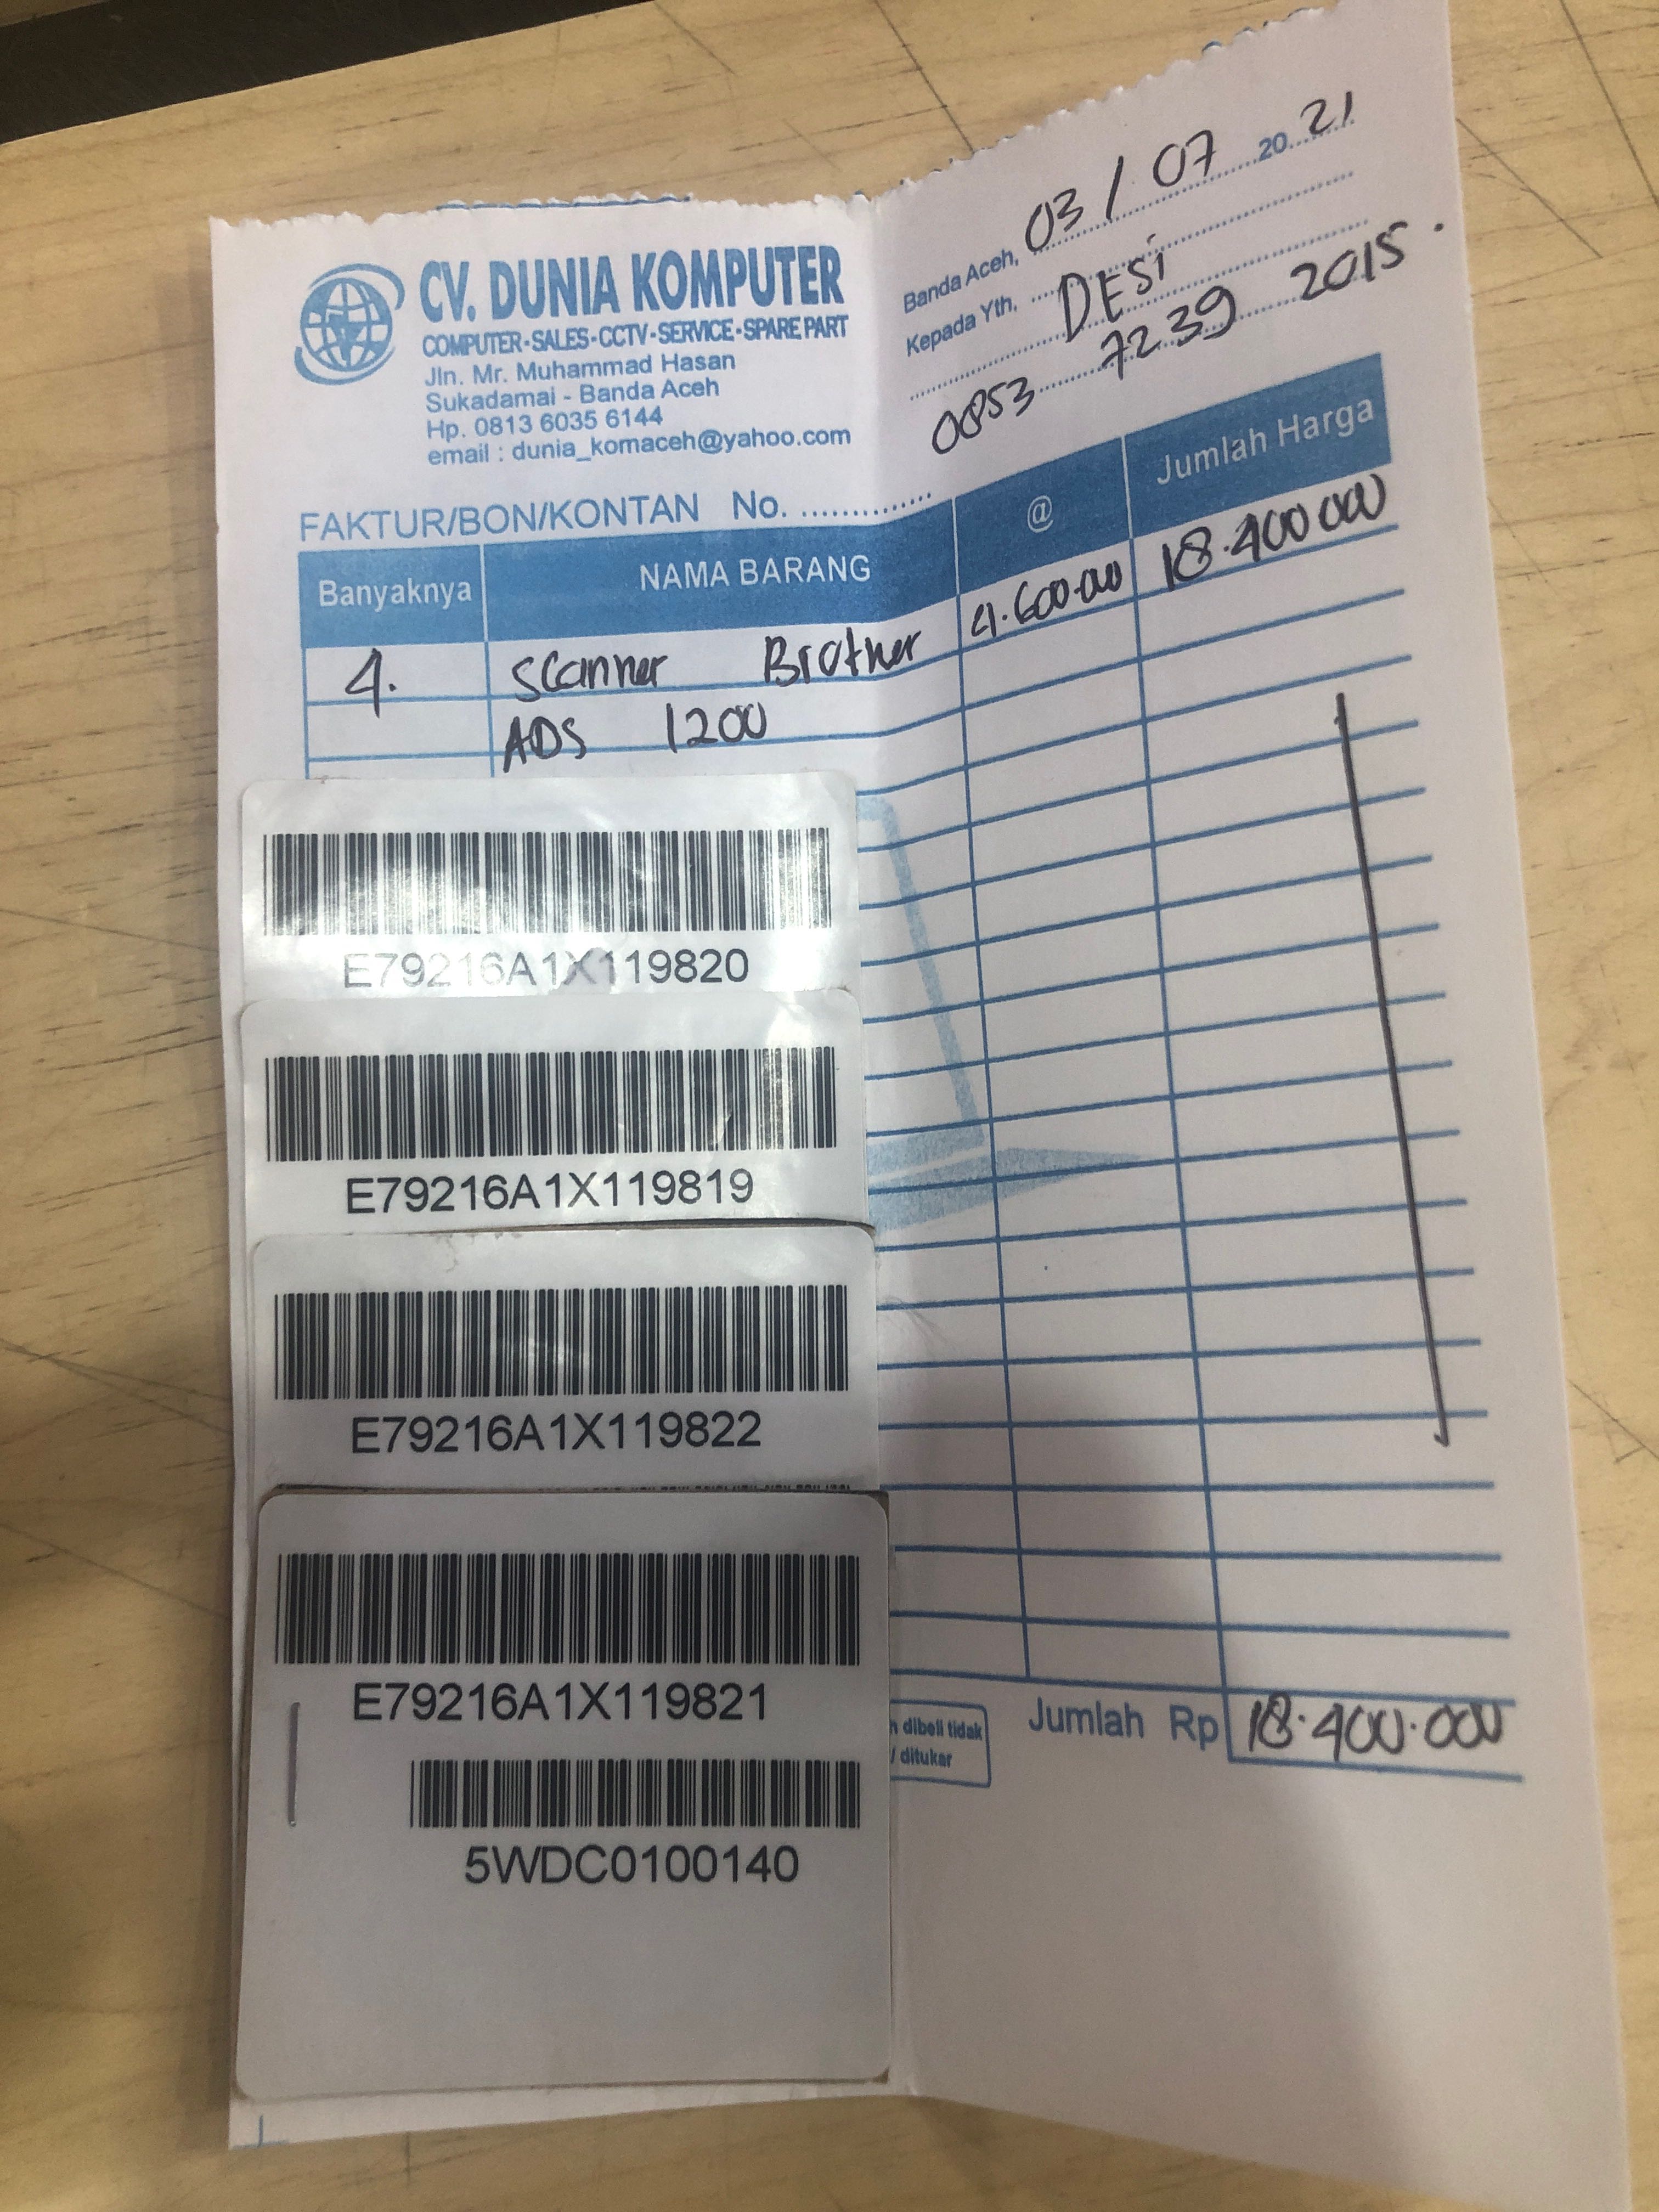 CV. DUNIA KOMPUTER
COMPUTER - SALES - CCTV - SERVICE - SPARE PART
Jln. Mr. Muhammad Hasan
Sukadamai - Banda Aceh
Hp. 0813 6035 6144
email : dunia_komaceh@yahoo.com
Banda Aceh, 03 / 07 20 21
Kepada Yth, DESi
0853 7239 2015.
FAKTUR/BON/KONTAN No. ..............
Banyaknya NAMA BARANG @ Jumlah Harga
4. Scanner Brother 4.600.000 18.400 000
ADS 1200
E79216A1X119820
E79216A1X119819
E79216A1X119822
E79216A1X119821
5WDC0100140
dibeli tidak
ditukar
Jumlah Rp 18.400.000